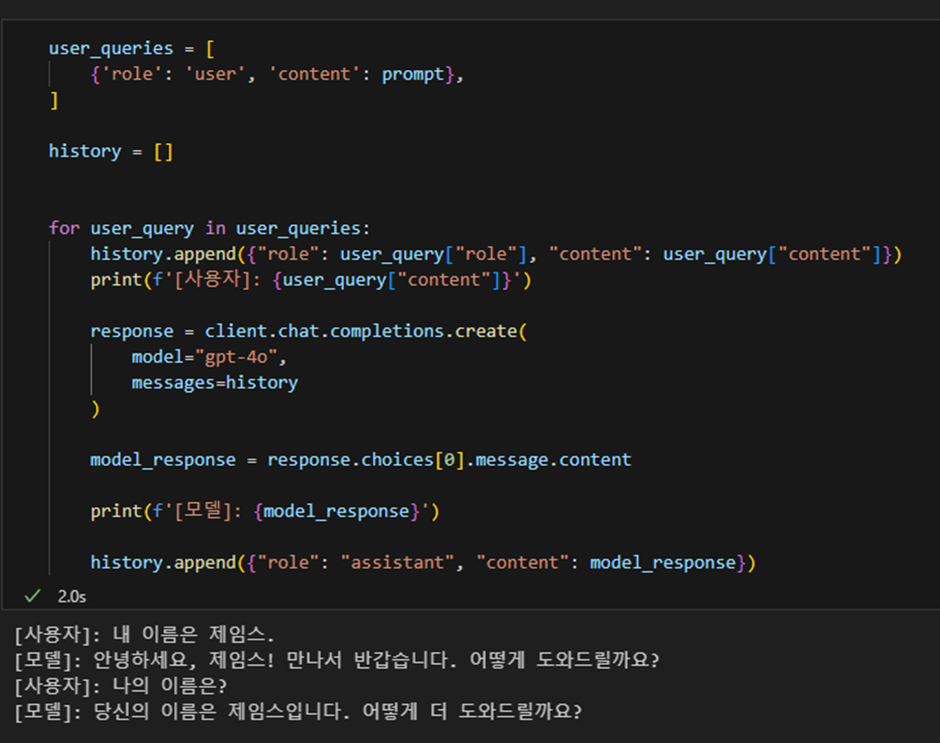 user_queries = [
{'role': 'user', 'content': prompt},
]
history = []
for user_query in user_queries:
history.append({"role": user_query["role"], "content": user_query["content"]})
print(f'[사용자]: {user_query["content"]}')
response = client.chat.completions.create(
model="gpt-4o",
messages=history
)
model_response = response.choices[0].message.content
print(f'[모델]: {model_response}')
history.append({"role": "assistant", "content": model_response})
2.0s
[사용자]: 내 이름은 제임스.
[모델]: 안녕하세요, 제임스! 만나서 반갑습니다. 어떻게 도와드릴까요?
[사용자]: 나의 이름은?
[모델]: 당신의 이름은 제임스입니다. 어떻게 더 도와드릴까요?